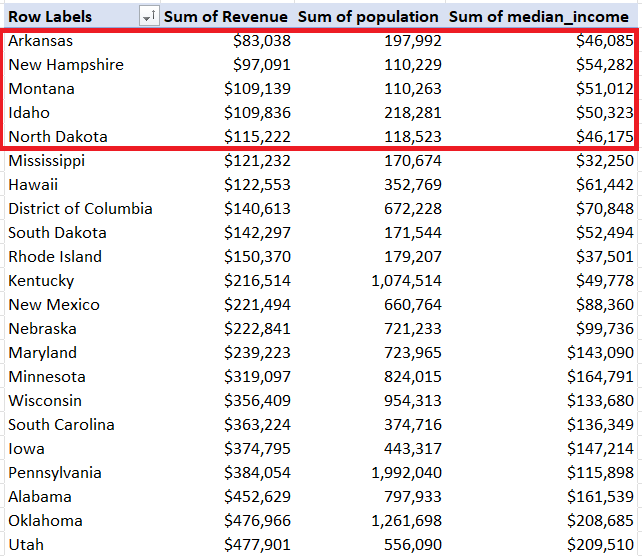 Row Labels Sum of Revenue Sum of population Sum of median_income
Arkansas $83,038 197,992 $46,085
New Hampshire $97,091 110,229 $54,282
Montana $109,139 110,263 $51,012
Idaho $109,836 218,281 $50,323
North Dakota $115,222 118,523 $46,175
Mississippi $121,232 170,674 $32,250
Hawaii $122,553 352,769 $61,442
District of Columbia $140,613 672,228 $70,848
South Dakota $142,297 171,544 $52,494
Rhode Island $150,370 179,207 $37,501
Kentucky $216,514 1,074,514 $49,778
New Mexico $221,494 660,764 $88,360
Nebraska $222,841 721,233 $99,736
Maryland $239,223 723,965 $143,090
Minnesota $319,097 824,015 $164,791
Wisconsin $356,409 954,313 $133,680
South Carolina $363,224 374,716 $136,349
Iowa $374,795 443,317 $147,214
Pennsylvania $384,054 1,992,040 $115,898
Alabama $452,629 797,933 $161,539
Oklahoma $476,966 1,261,698 $208,685
Utah $477,901 556,090 $209,510